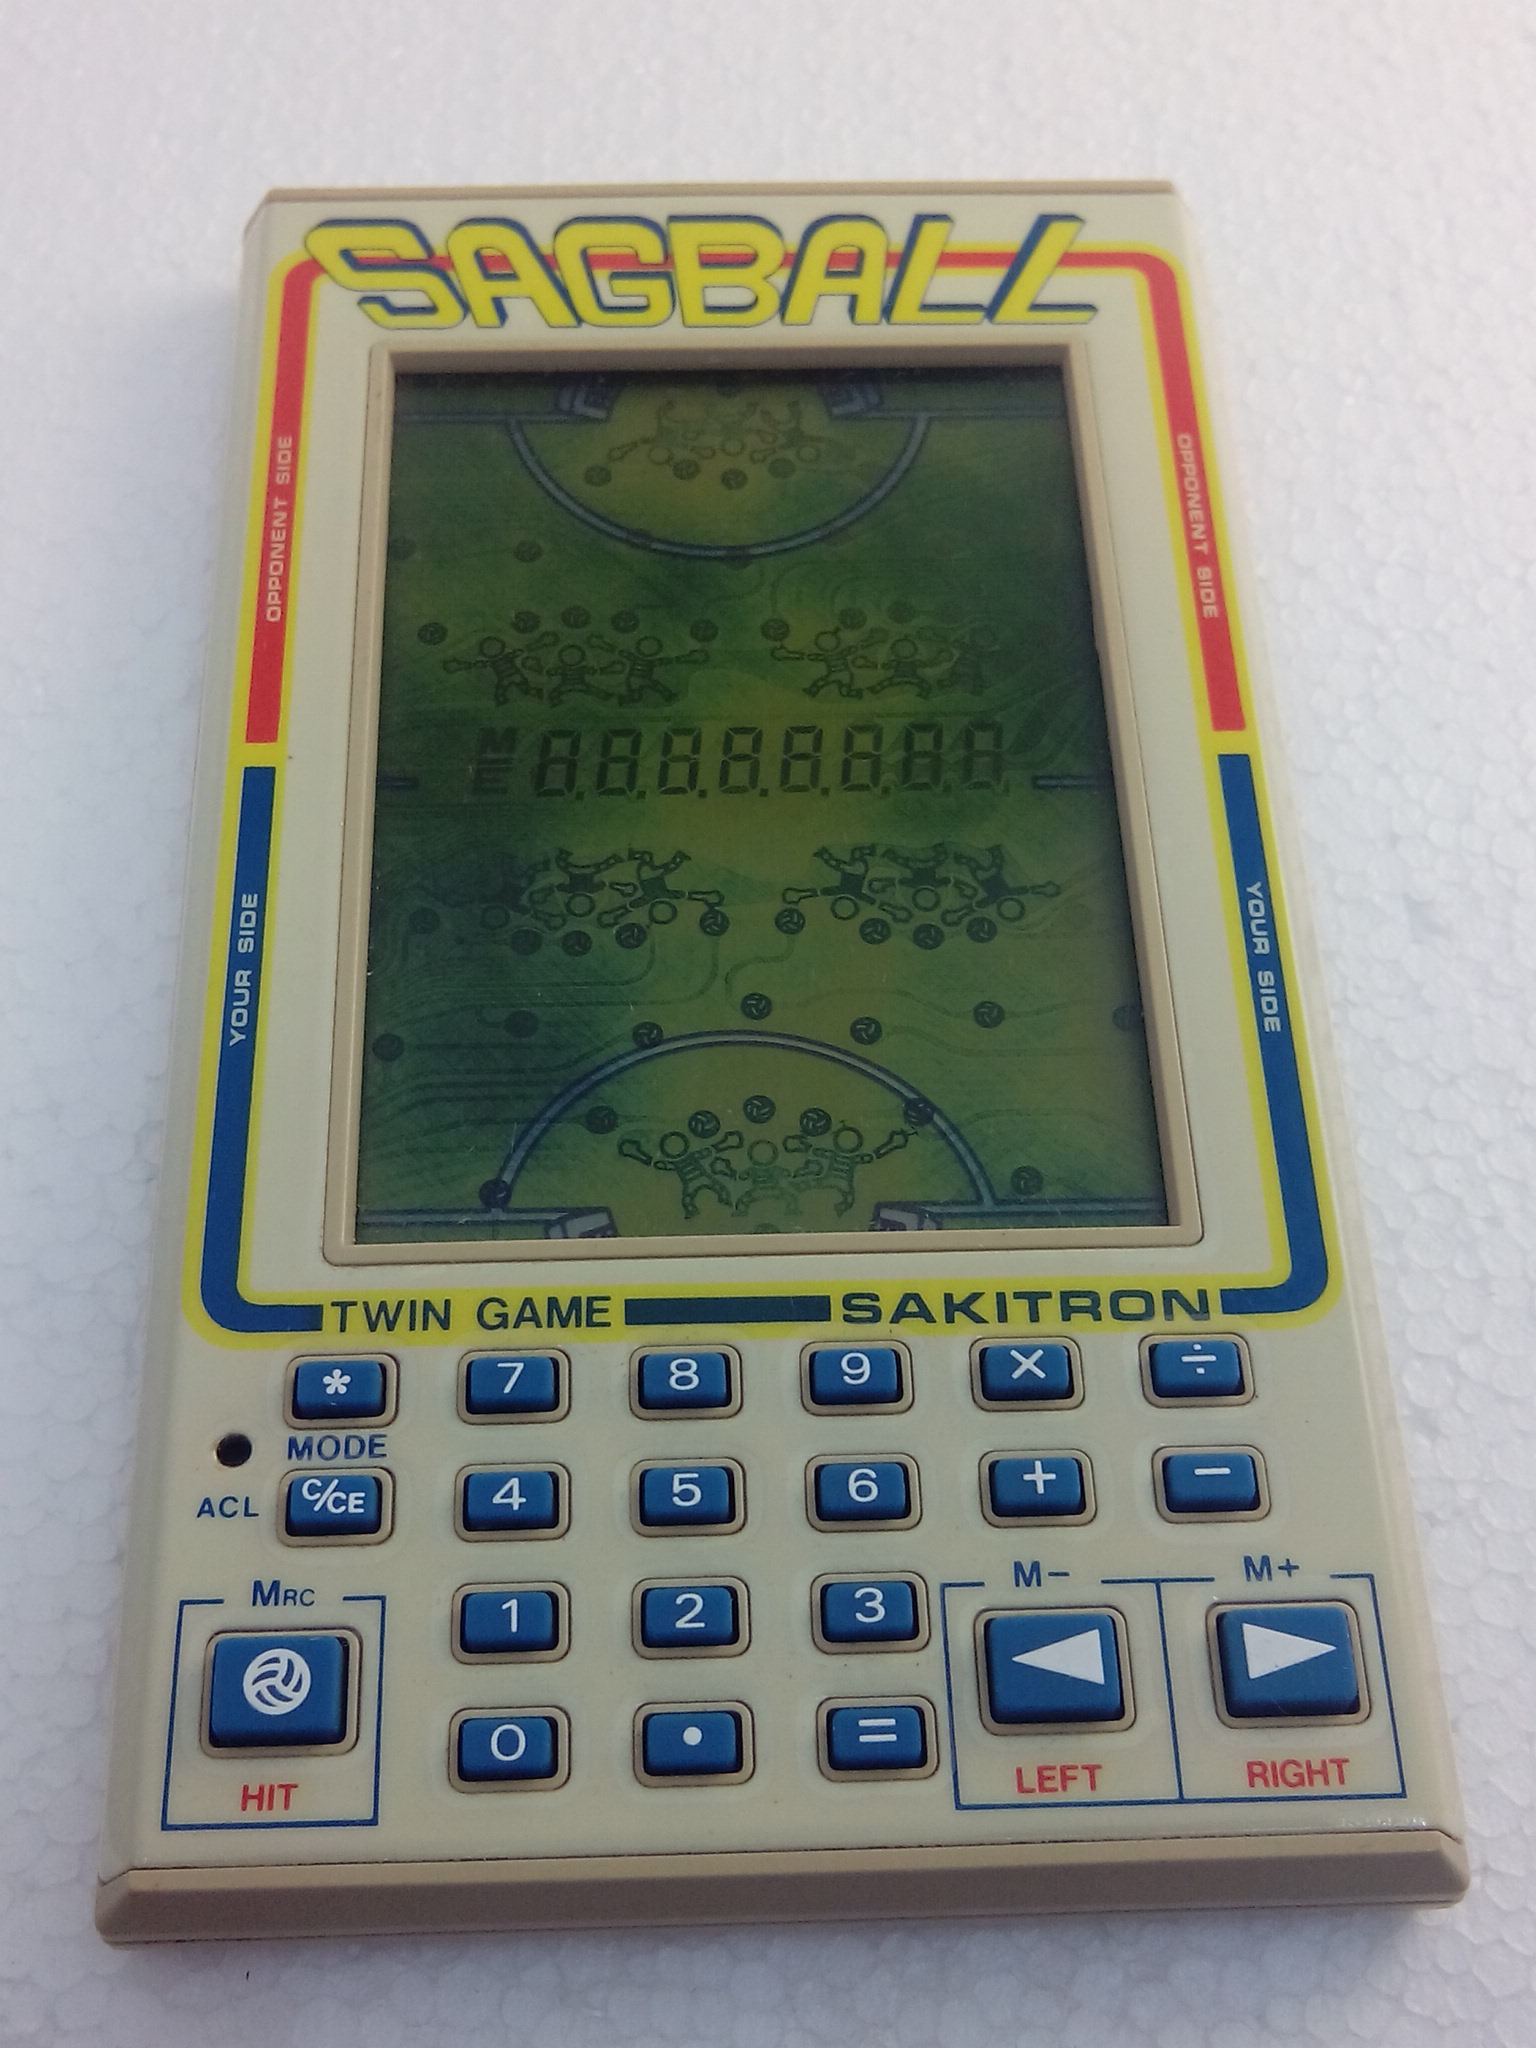 SAGBALL
OPPONENT SIDE
OPPONENT SIDE
M
E 8.8.8.8.8.8.8.8.
YOUR SIDE
YOUR SIDE
TWIN GAME SAKITRON
* 7 8 9 × ÷
MODE
ACL C/CE 4 5 6 + −
MRC M− M+
1 2 3 ◀ ▶
0 • =
HIT LEFT RIGHT